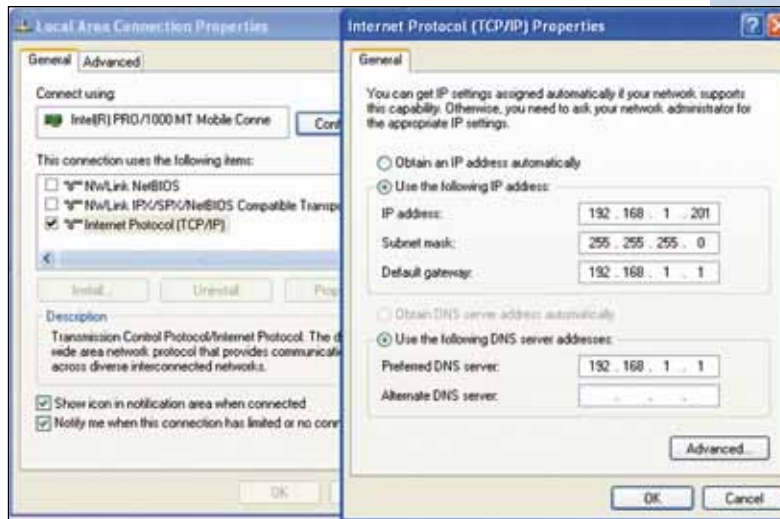 Local Area Connection Properties
General
Advanced
Connect using:
Intel(R) PRO/1000 MT Mobile Conne
Conf
This connection uses the following items:
NWLink NetBIOS
NWLink IPX/SPX/NetBIOS Compatible Transpo
Internet Protocol (TCP/IP)
Install...
Uninstall
Prop
Description
Transmission Control Protocol/Internet Protocol. The d
wide area network protocol that provides communicati
across diverse interconnected networks.
Show icon in notification area when connected
Notify me when this connection has limited or no conn
OK
Internet Protocol (TCP/IP) Properties
General
You can get IP settings assigned automatically if your network supports
this capability. Otherwise, you need to ask your network administrator for
the appropriate IP settings.
Obtain an IP address automatically
Use the following IP address:
IP address: 192 . 168 . 1 . 201
Subnet mask: 255 . 255 . 255 . 0
Default gateway: 192 . 168 . 1 . 1
Obtain DNS server address automatically
Use the following DNS server addresses:
Preferred DNS server: 192 . 168 . 1 . 1
Alternate DNS server: . . .
Advanced...
OK
Cancel